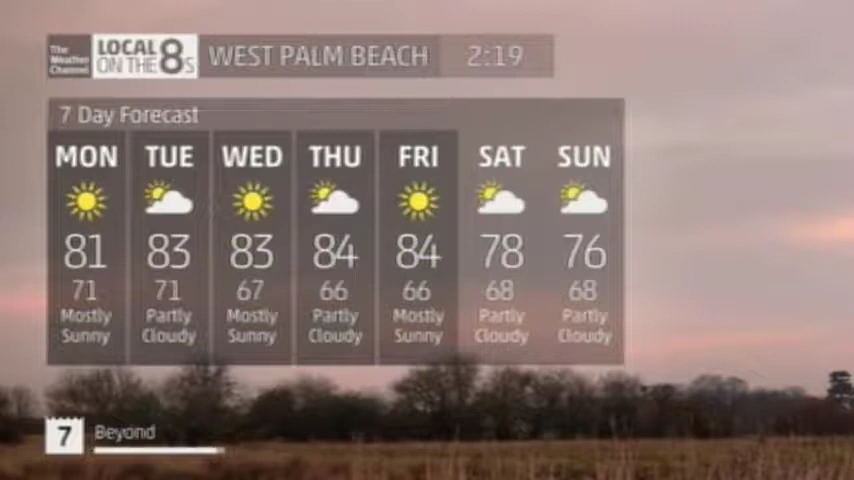 The Weather Channel
LOCAL ON THE 8s
WEST PALM BEACH
2:19
7 Day Forecast
MON TUE WED THU FRI SAT SUN
81 83 83 84 84 78 76
71 71 67 66 66 68 68
Mostly Partly Mostly Partly Mostly Partly Partly
Sunny Cloudy Sunny Cloudy Sunny Cloudy Cloudy
7 Beyond